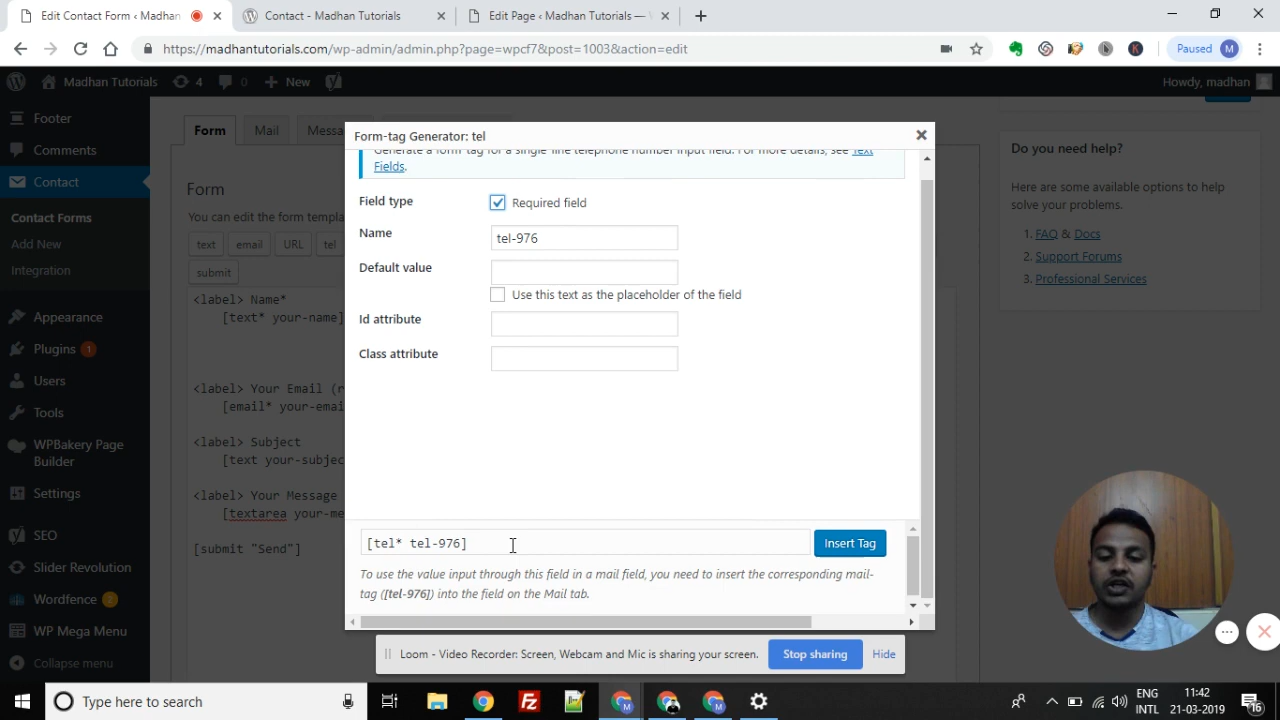 Edit Contact Form ‹ Madhan
Contact - Madhan Tutorials
Edit Page ‹ Madhan Tutorials —
https://madhantutorials.com/wp-admin/admin.php?page=wpcf7&post=1003&action=edit
Paused M
Madhan Tutorials 4 0 New
Howdy, madhan
Footer
Comments
Contact
Contact Forms
Add New
Integration
Appearance
Plugins 1
Users
Tools
WPBakery Page
Builder
Settings
SEO
Slider Revolution
Wordfence 2
WP Mega Menu
Collapse menu
Form
Mail
Messa
Form
You can edit the form templa
text email URL tel
submit
<label> Name*
[text* your-name]
<label> Your Email (r
[email* your-emai
<label> Subject
[text your-subjec
<label> Your Message
[textarea your-me
[submit "Send"]
Form-tag Generator: tel
Generate a form-tag for a single-line telephone number input field. For more details, see Text
Fields.
Field type
Required field
Name
tel-976
Default value
Use this text as the placeholder of the field
Id attribute
Class attribute
[tel* tel-976]
Insert Tag
To use the value input through this field in a mail field, you need to insert the corresponding mail-
tag ([tel-976]) into the field on the Mail tab.
Do you need help?
Here are some available options to help
solve your problems.
1. FAQ & Docs
2. Support Forums
3. Professional Services
Loom - Video Recorder: Screen, Webcam and Mic is sharing your screen.
Stop sharing
Hide
Type here to search
ENG
INTL
11:42
21-03-2019
16